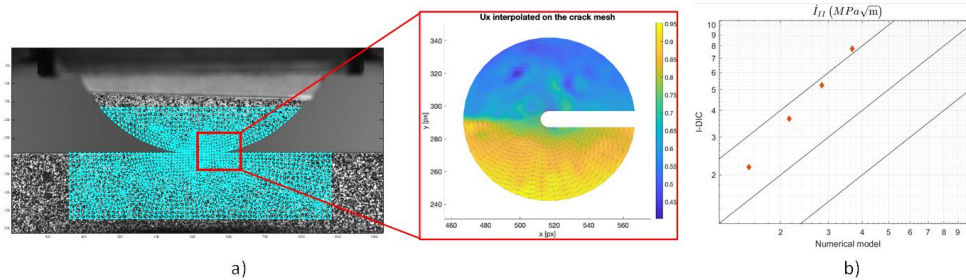 Ux interpolated on the crack mesh
0.95
0.9
0.85
0.8
0.75
0.7
0.65
0.6
0.55
0.5
0.45
340
320
300
280
260
240
y [px]
460 480 500 520 540 560
x [px]
a)
İ_II (MPa√m)
10
9
8
7
6
5
4
3
2
I-DIC
2 3 4 5 6 7 8 9
Numerical model
b)